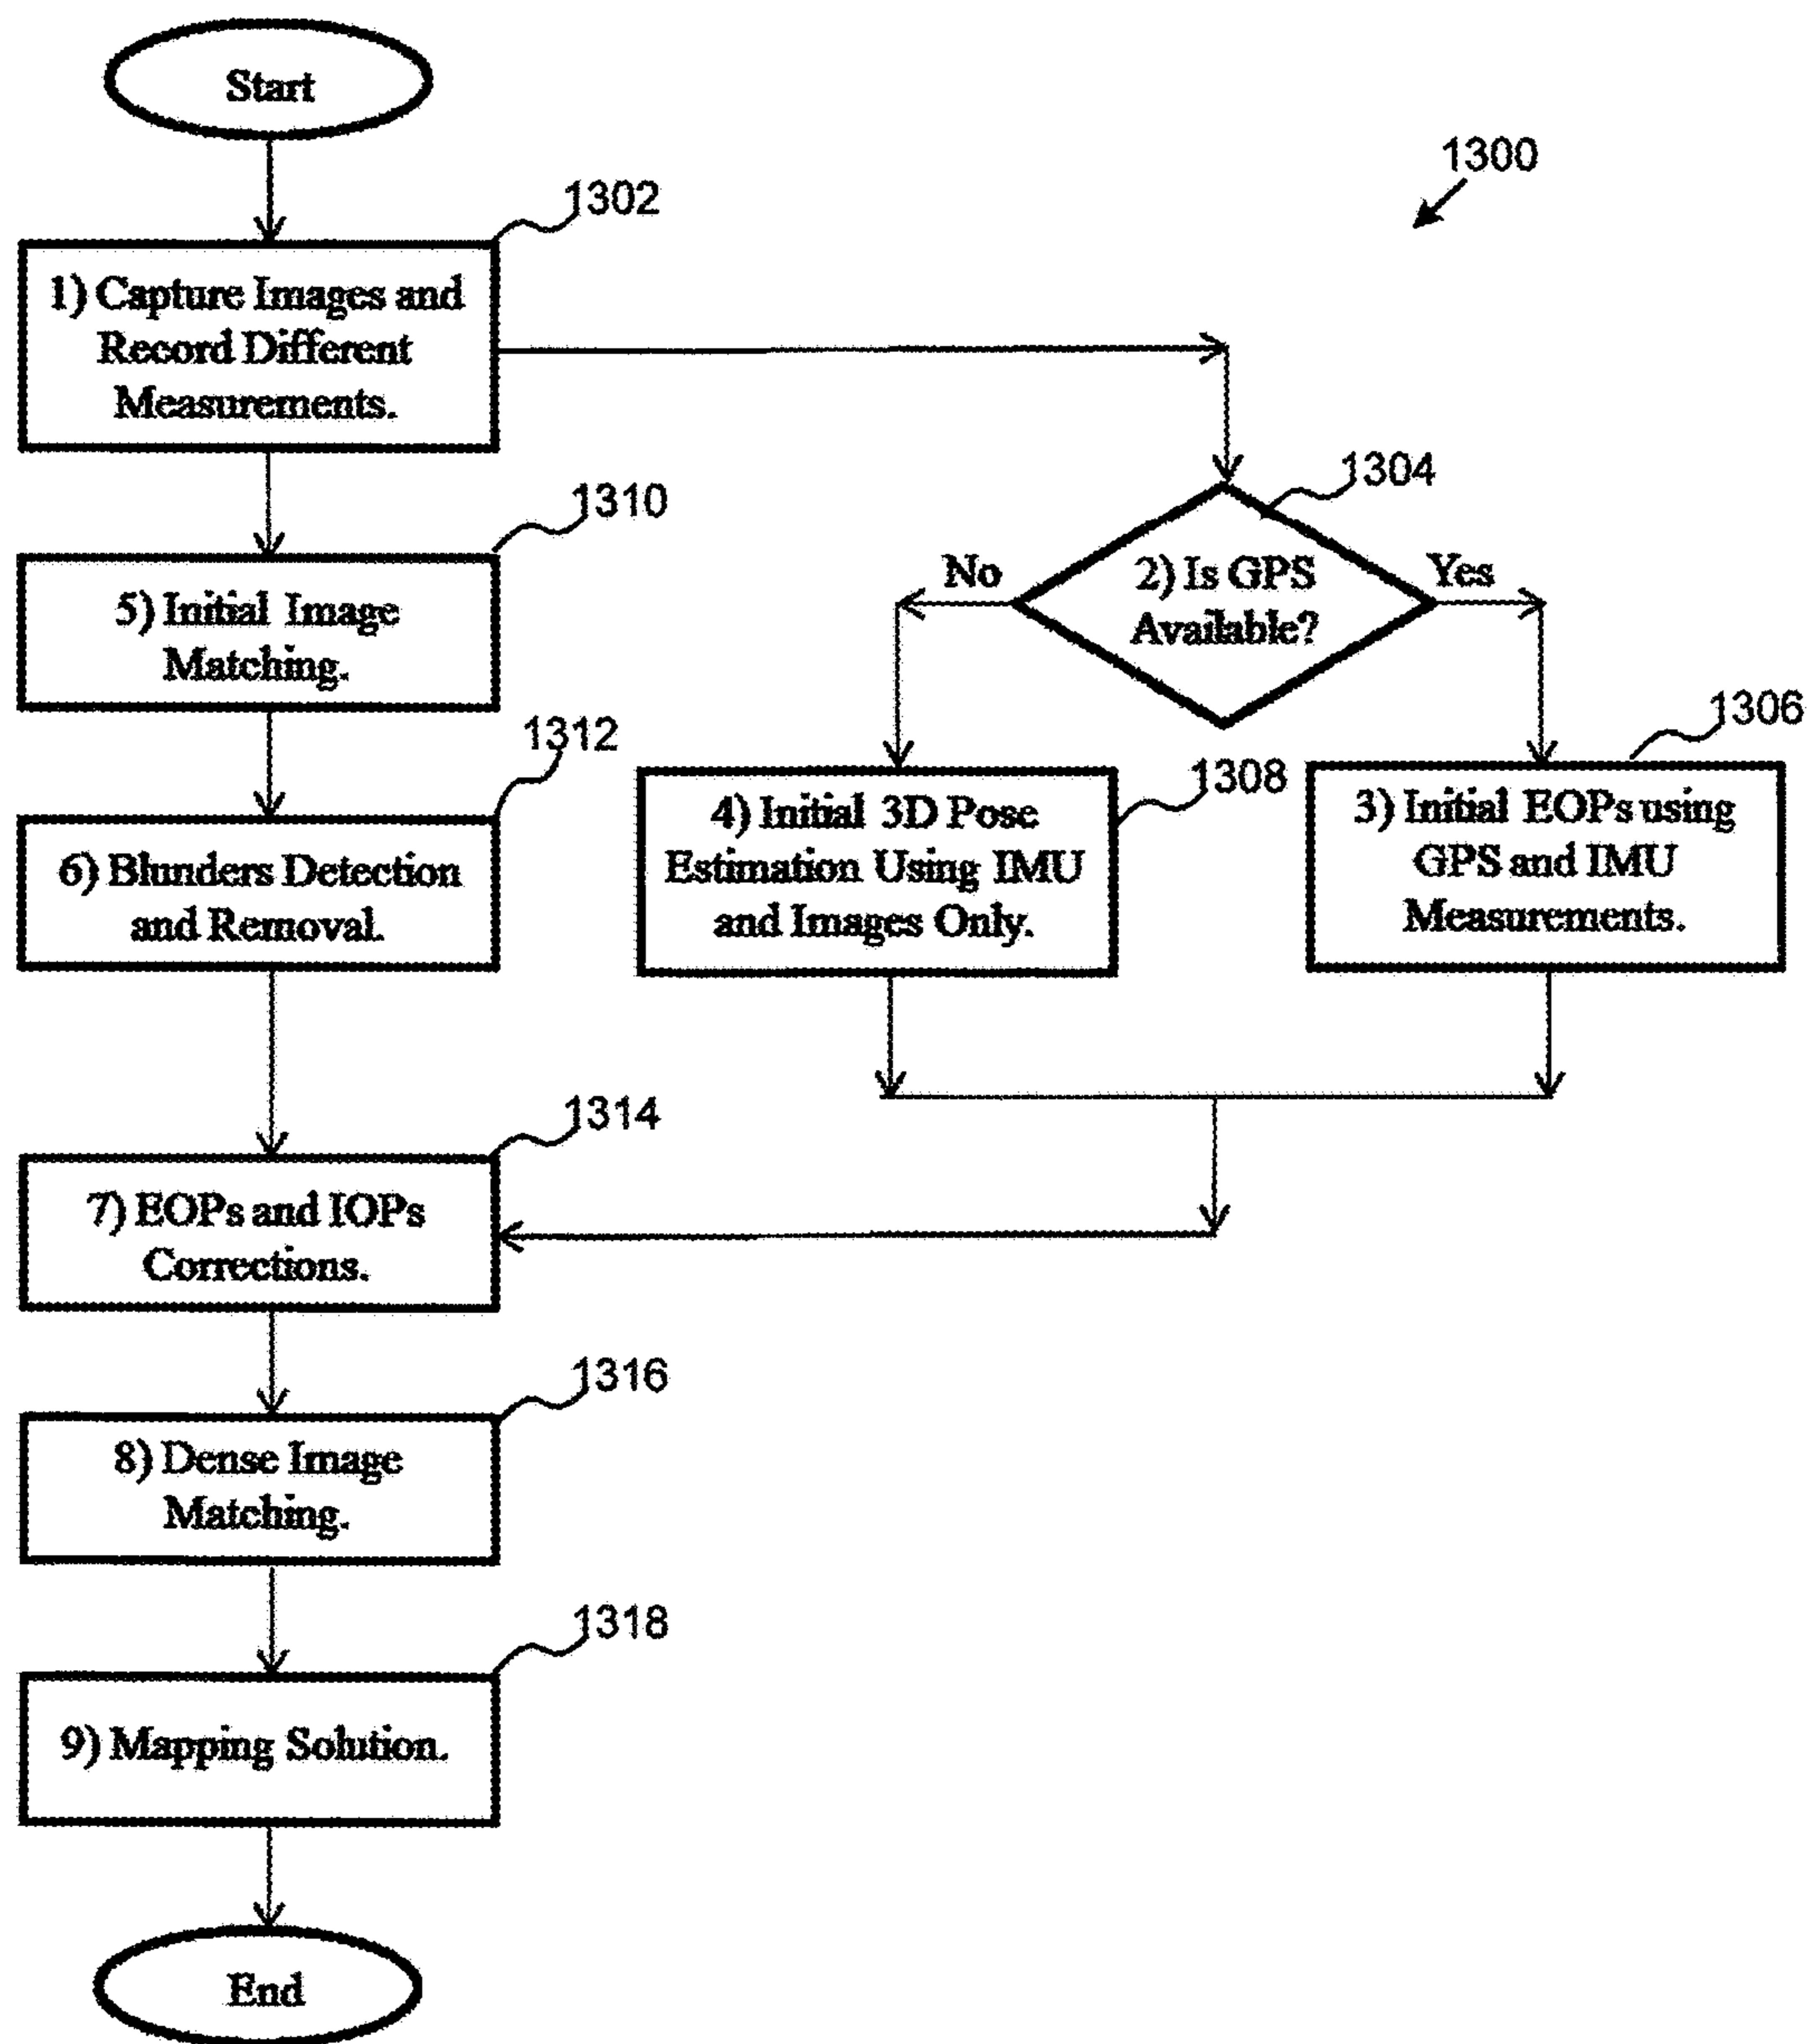 Start
1300
1302
1) Capture Images and
Record Different
Measurements.
1304
2) Is GPS
Available?
No
Yes
1310
5) Initial Image
Matching.
1306
3) Initial EOPs using
GPS and IMU
Measurements.
1308
4) Initial 3D Pose
Estimation Using IMU
and Images Only.
1312
6) Blunders Detection
and Removal.
1314
7) EOPs and IOPs
Corrections.
1316
8) Dense Image
Matching.
1318
9) Mapping Solution.
End